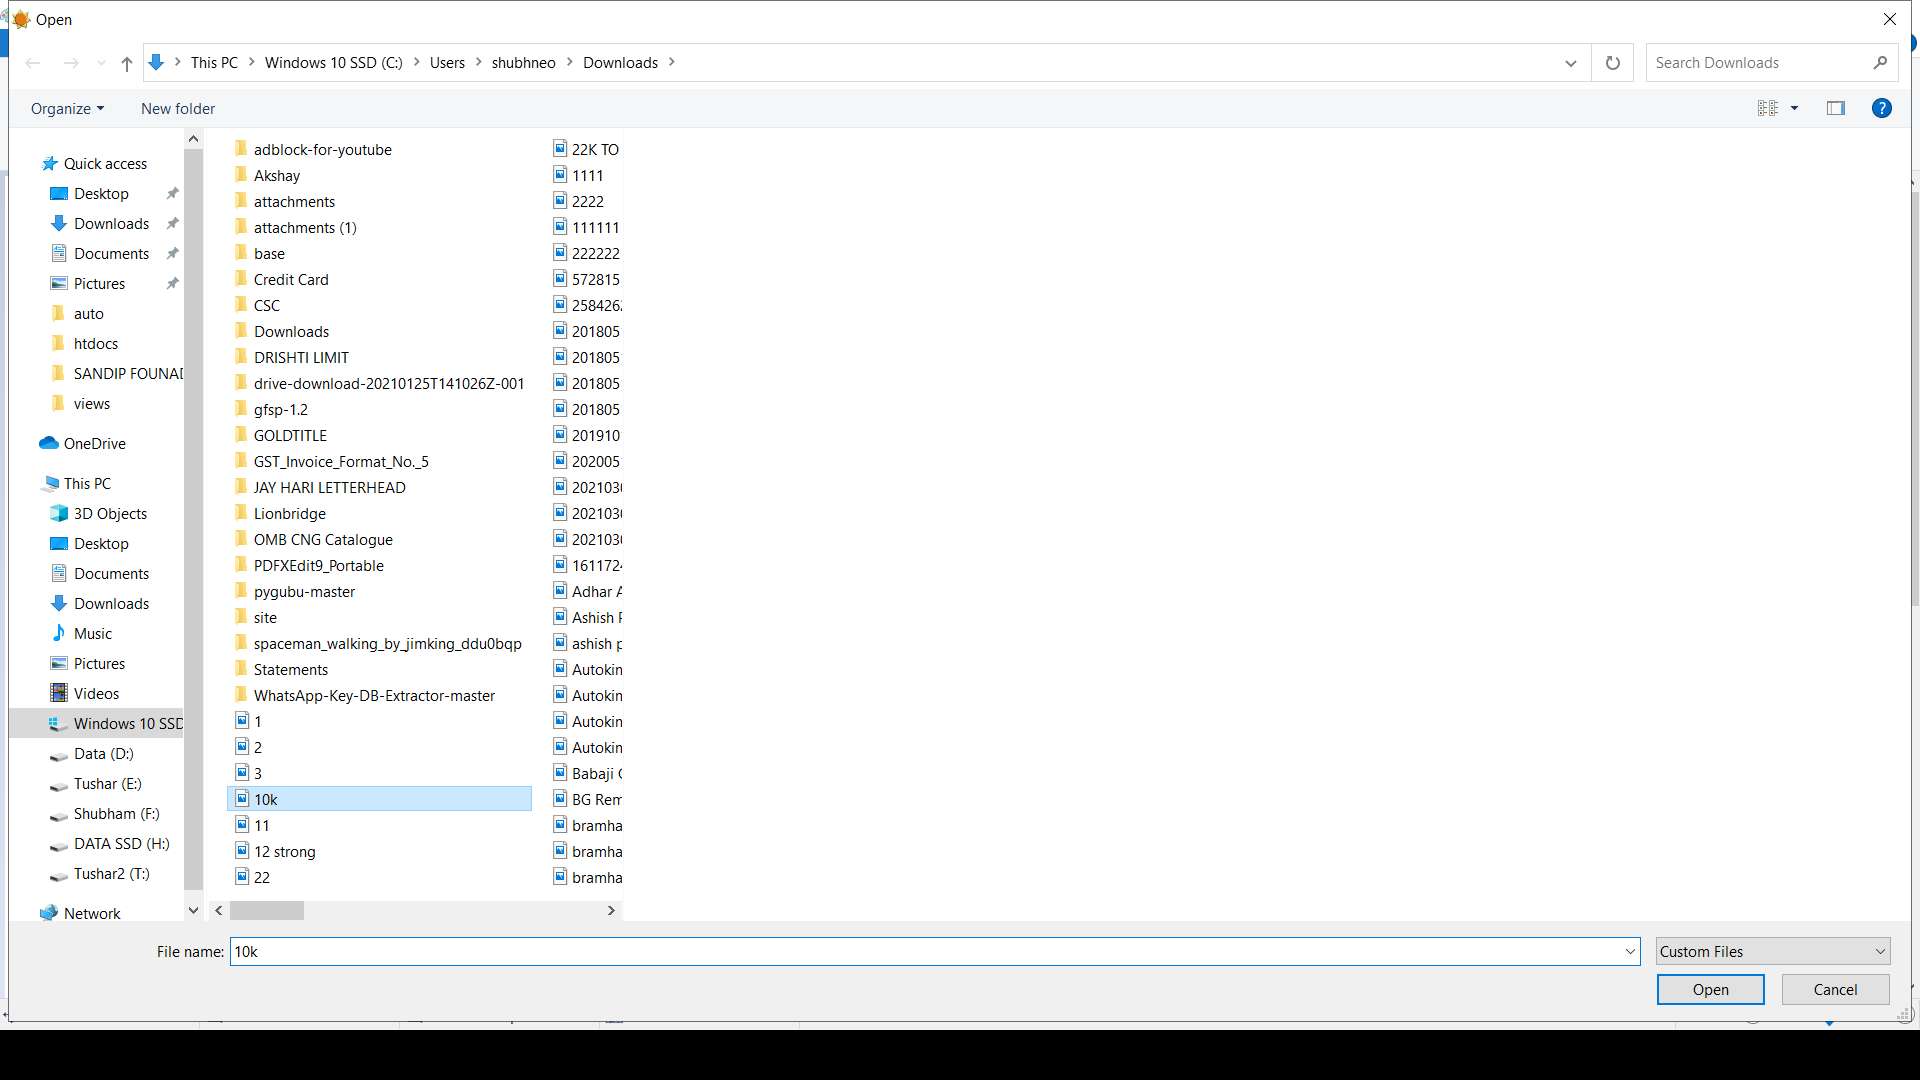 Open
This PC
Windows 10 SSD (C:)
Users
shubhneo
Downloads
Search Downloads
Organize
New folder
Quick access
Desktop
Downloads
Documents
Pictures
auto
htdocs
SANDIP FOUNAD
views
OneDrive
This PC
3D Objects
Desktop
Documents
Downloads
Music
Pictures
Videos
Windows 10 SSD
Data (D:)
Tushar (E:)
Shubham (F:)
DATA SSD (H:)
Tushar2 (T:)
Network
adblock-for-youtube
Akshay
attachments
attachments (1)
base
Credit Card
CSC
Downloads
DRISHTI LIMIT
drive-download-20210125T141026Z-001
gfsp-1.2
GOLDTITLE
GST_Invoice_Format_No._5
JAY HARI LETTERHEAD
Lionbridge
OMB CNG Catalogue
PDFXEdit9_Portable
pygubu-master
site
spaceman_walking_by_jimking_ddu0bqp
Statements
WhatsApp-Key-DB-Extractor-master
1
2
3
10k
11
12 strong
22
22K TO
1111
2222
111111
222222
572815
258426
201805
201805
201805
201805
201910
202005
202103
202103
202103
161172
Adhar
Ashish
ashish p
Autokin
Autokin
Autokin
Autokin
Babaji
BG Rem
bramha
bramha
bramha
File name: 10k
Custom Files
Open
Cancel